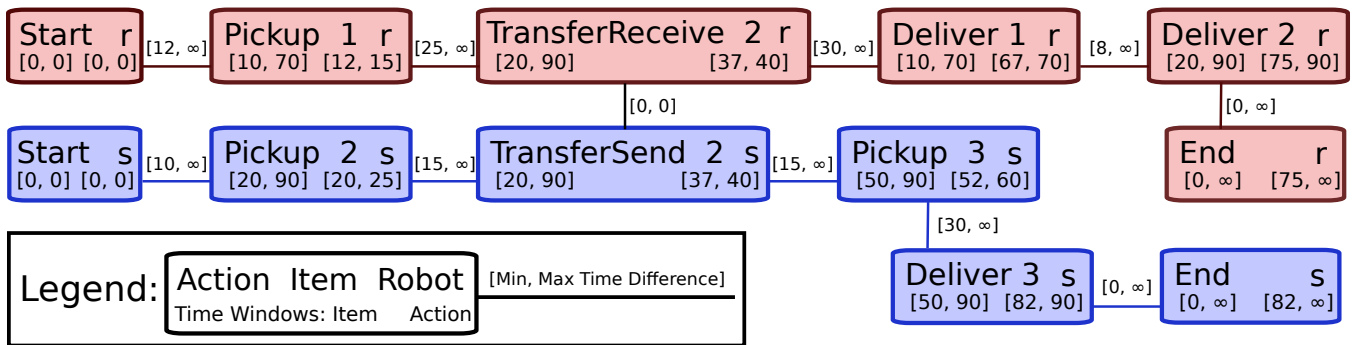 Start r
[0, 0] [0, 0]
[12, ∞]
Pickup 1 r
[10, 70] [12, 15]
[25, ∞]
TransferReceive 2 r
[20, 90] [37, 40]
[30, ∞]
Deliver 1 r
[10, 70] [67, 70]
[8, ∞]
Deliver 2 r
[20, 90] [75, 90]
[0, 0]
[0, ∞]
Start s
[0, 0] [0, 0]
[10, ∞]
Pickup 2 s
[20, 90] [20, 25]
[15, ∞]
TransferSend 2 s
[20, 90] [37, 40]
[15, ∞]
Pickup 3 s
[50, 90] [52, 60]
End r
[0, ∞] [75, ∞]
[30, ∞]
Deliver 3 s
[50, 90] [82, 90]
[0, ∞]
End s
[0, ∞] [82, ∞]
Legend:
Action Item Robot
Time Windows: Item Action
[Min, Max Time Difference]